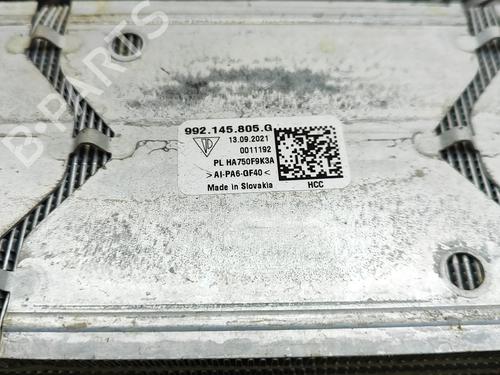 992.145.805.G
13.09.2021
0011192
PL HA750F9K3A
>AI-PA6-GF40<
Made in Slovakia
HCC
B-PARTS